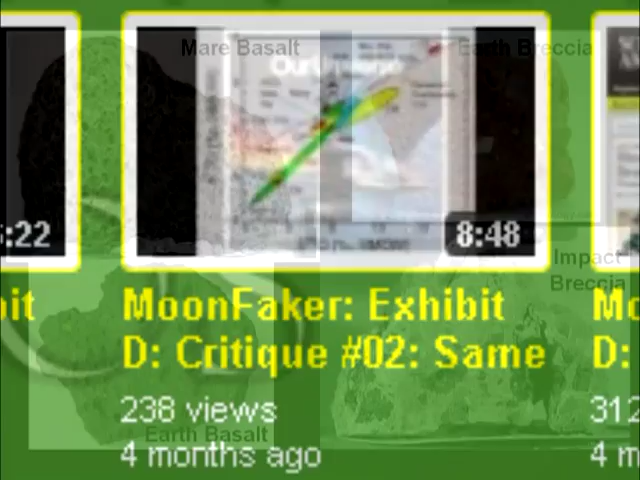 Mare Basalt
Earth Breccia
:22
8:48
Impact
Breccia
bit
MoonFaker: Exhibit
D: Critique #02: Same
D:
238 views
312
Earth Basalt
4 months ago
4 m